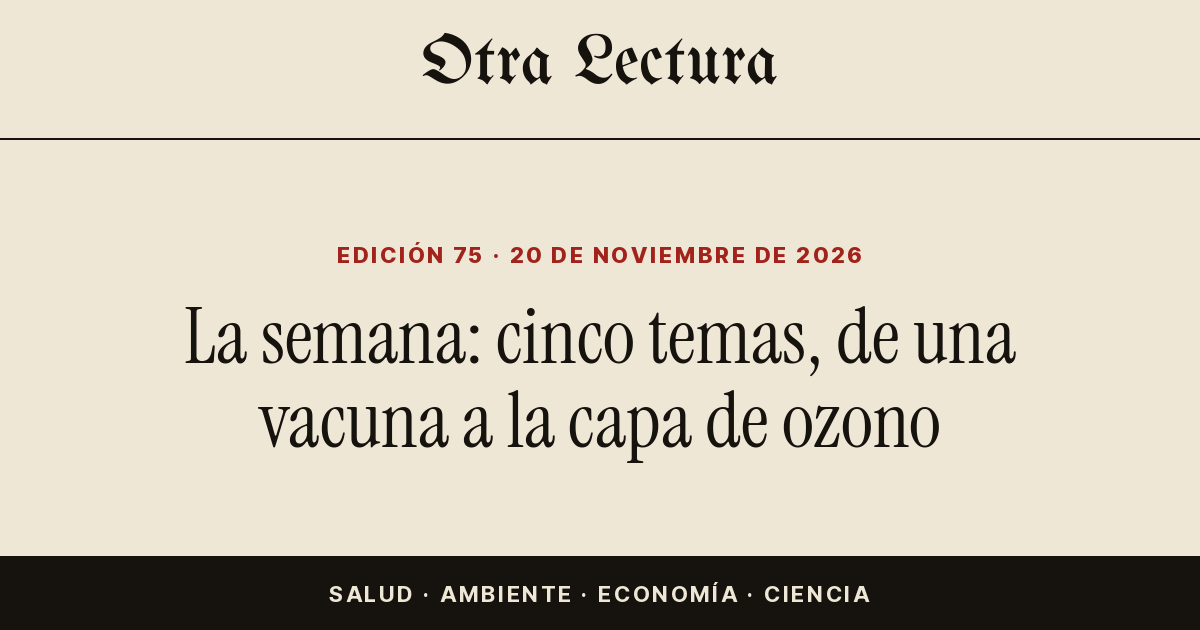 Otra Lectura
EDICIÓN 75 · 20 DE NOVIEMBRE DE 2026
La semana: cinco temas, de una
vacuna a la capa de ozono
SALUD · AMBIENTE · ECONOMÍA · CIENCIA